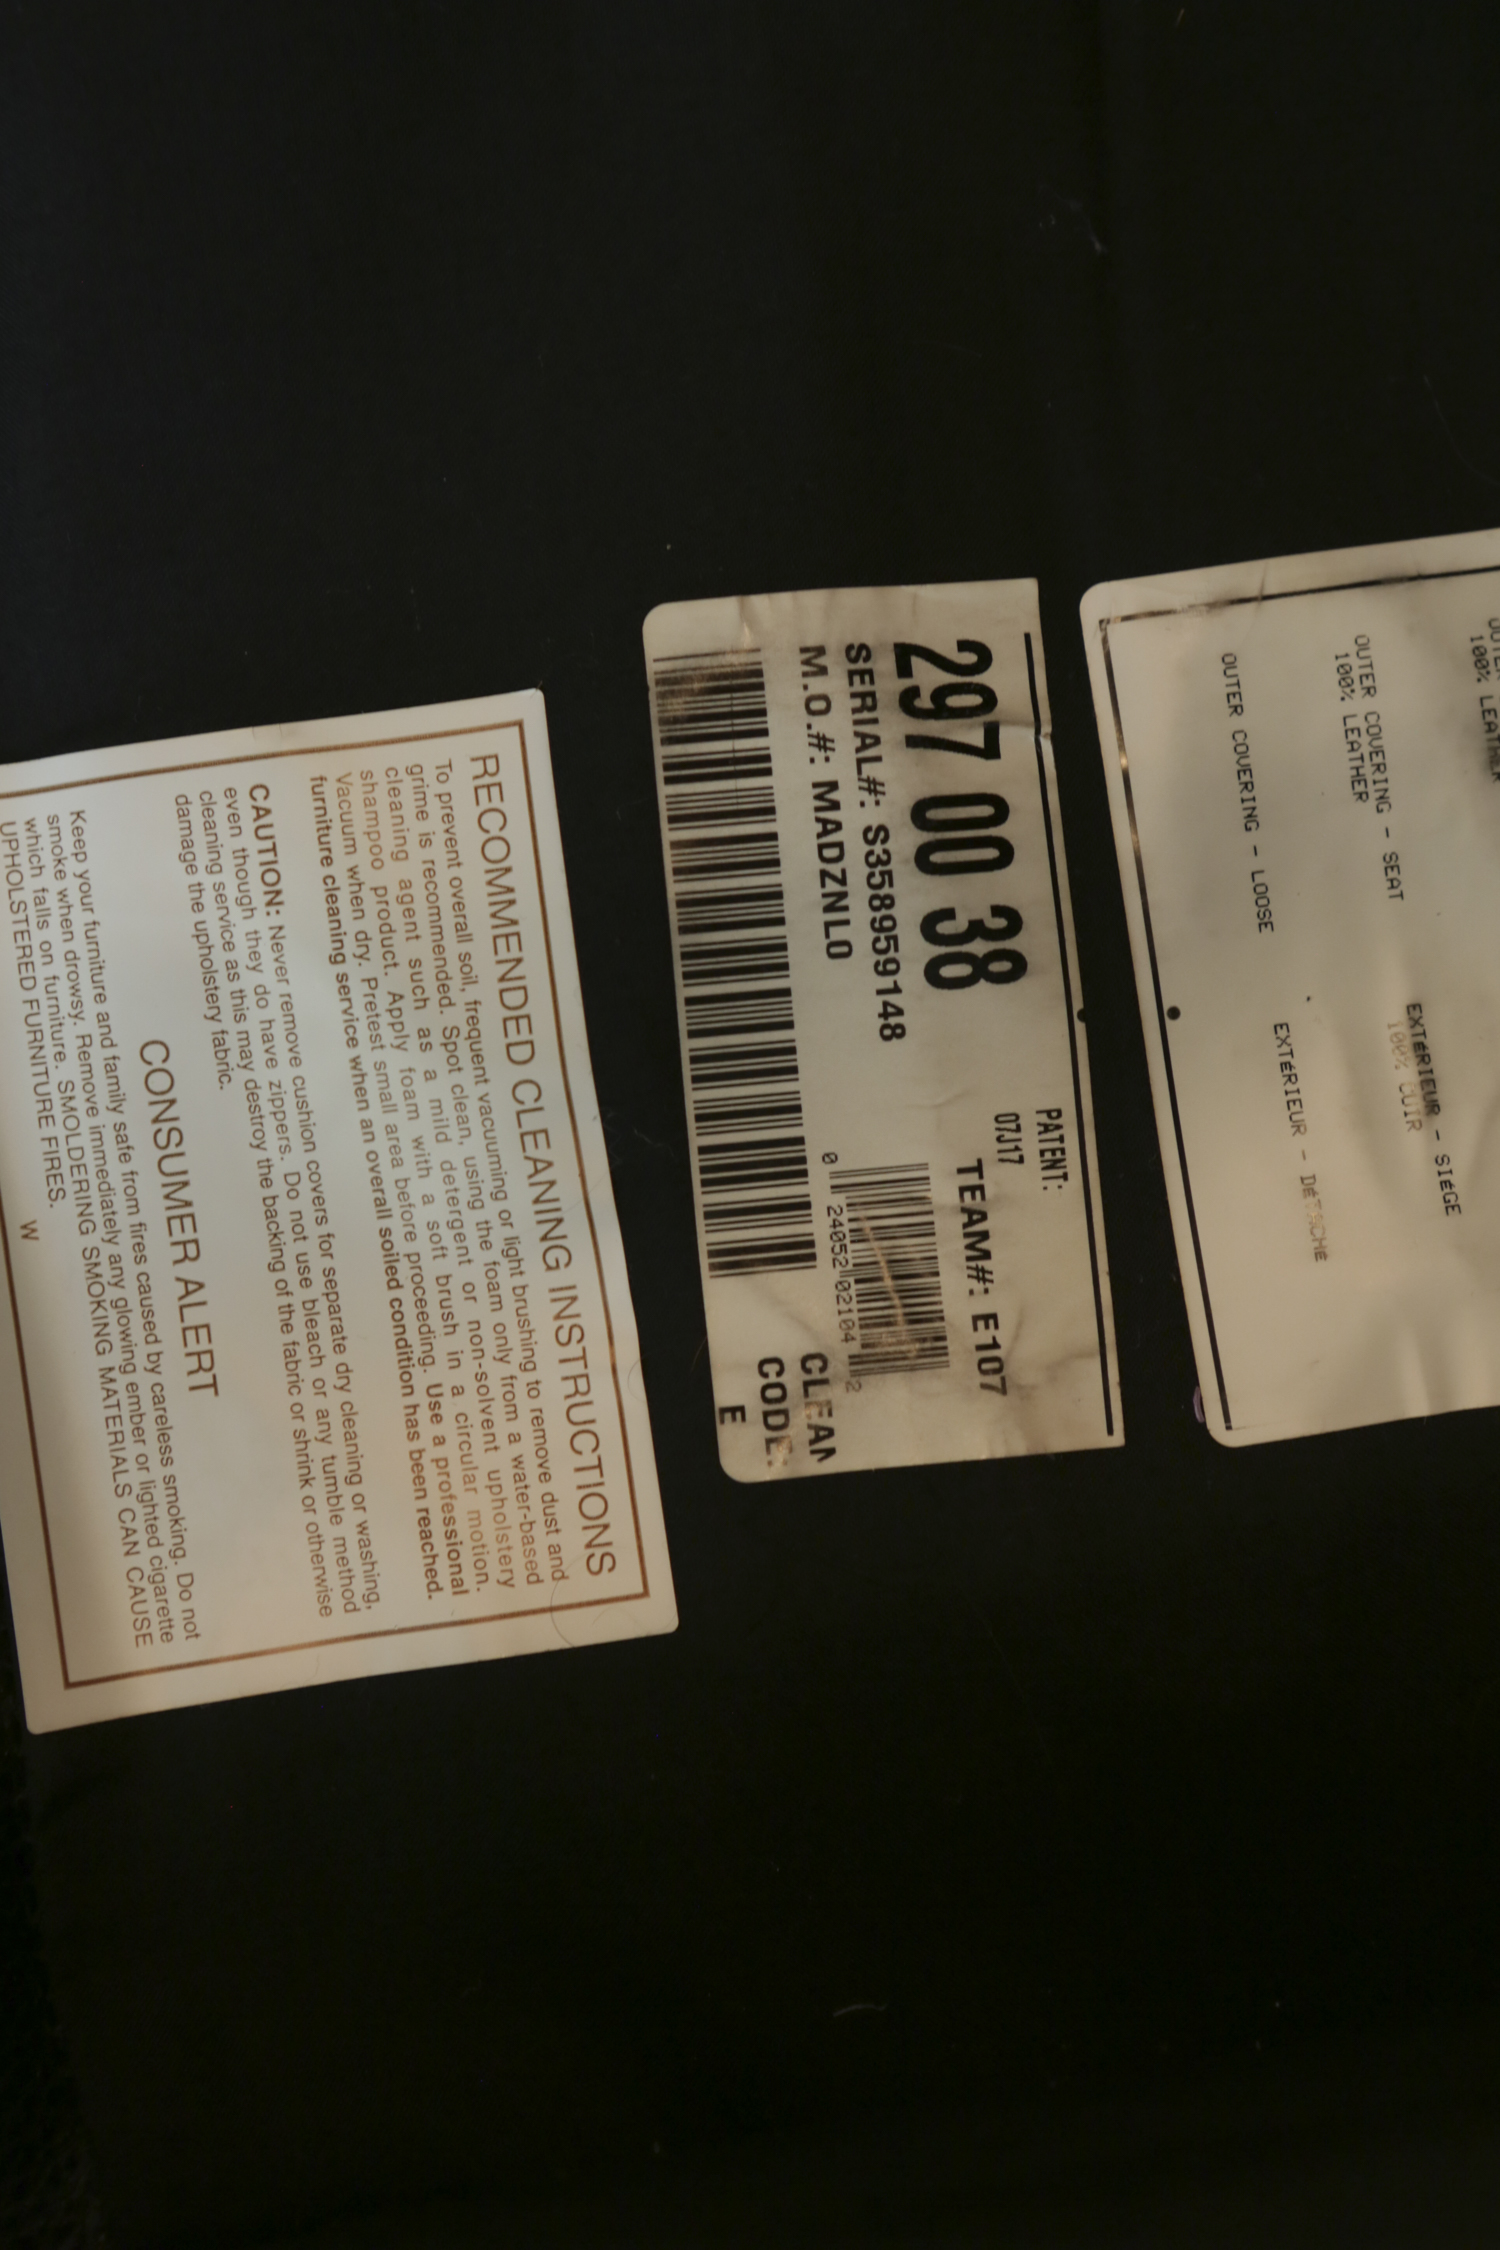 OUTER
100% LEATHER
OUTER COVERING - SEAT
100% LEATHER
EXTÉRIEUR - SIÉGE
100% CUIR
OUTER COVERING - LOOSE
EXTÉRIEUR - DÉTACHÉ
PATENT:
07J17
297 00 38
TEAM#: E107
SERIAL#: S358959148
M.O.#: MADZNLO
0 24052 02104 2
CLEAN
CODE:
E
RECOMMENDED CLEANING INSTRUCTIONS
To prevent overall soil, frequent vacuuming or light brushing to remove dust and
grime is recommended. Spot clean, using the foam only from a water-based
cleaning agent such as a mild detergent or non-solvent upholstery
shampoo product. Apply foam with a soft brush in a circular motion.
Vacuum when dry. Pretest small area before proceeding. Use a professional
furniture cleaning service when an overall soiled condition has been reached.
CAUTION: Never remove cushion covers for separate dry cleaning or washing,
even though they do have zippers. Do not use bleach or any tumble method
cleaning service as this may destroy the backing of the fabric or shrink or otherwise
damage the upholstery fabric.
CONSUMER ALERT
Keep your furniture and family safe from fires caused by careless smoking. Do not
smoke when drowsy. Remove immediately any glowing ember or lighted cigarette
which falls on furniture. SMOLDERING SMOKING MATERIALS CAN CAUSE
UPHOLSTERED FURNITURE FIRES.
W